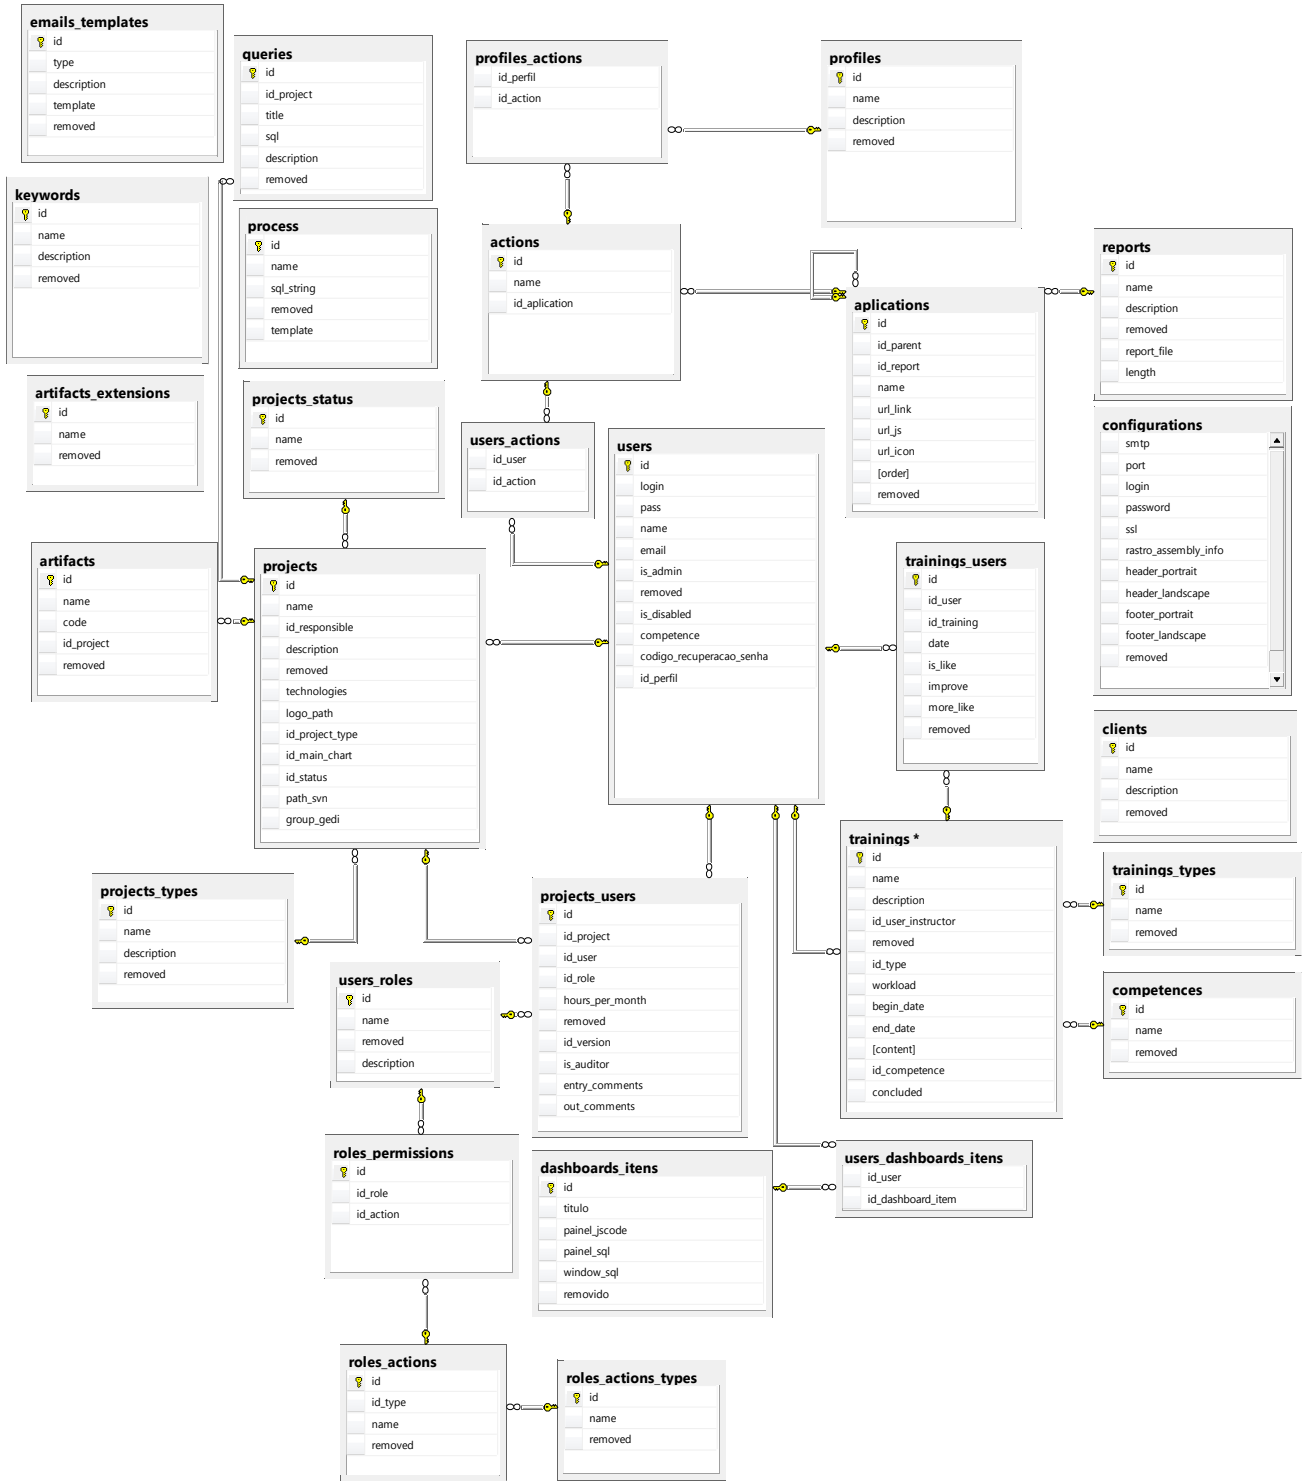 emails_templates
id
type
description
template
removed
queries
id
id_project
title
sql
description
removed
profiles_actions
id_perfil
id_action
profiles
id
name
description
removed
keywords
id
name
description
removed
process
id
name
sql_string
removed
template
actions
id
name
id_aplication
aplications
id
id_parent
id_report
name
url_link
url_js
url_icon
[order]
removed
reports
id
name
description
removed
report_file
length
artifacts_extensions
id
name
removed
projects_status
id
name
removed
users_actions
id_user
id_action
users
id
login
pass
name
email
is_admin
removed
is_disabled
competence
codigo_recuperacao_senha
id_perfil
configurations
smtp
port
login
password
ssl
rastro_assembly_info
header_portrait
header_landscape
footer_portrait
footer_landscape
removed
artifacts
id
name
code
id_project
removed
projects
id
name
id_responsible
description
removed
technologies
logo_path
id_project_type
id_main_chart
id_status
path_svn
group_gedi
trainings_users
id
id_user
id_training
date
is_like
improve
more_like
removed
clients
id
name
description
removed
projects_types
id
name
description
removed
projects_users
id
id_project
id_user
id_role
hours_per_month
removed
id_version
is_auditor
entry_comments
out_comments
trainings *
id
name
description
id_user_instructor
removed
id_type
workload
begin_date
end_date
[content]
id_competence
concluded
trainings_types
id
name
removed
users_roles
id
name
removed
description
competences
id
name
removed
roles_permissions
id
id_role
id_action
dashboards_itens
id
titulo
painel_jscode
painel_sql
window_sql
removido
users_dashboards_itens
id_user
id_dashboard_item
roles_actions
id
id_type
name
removed
roles_actions_types
id
name
removed